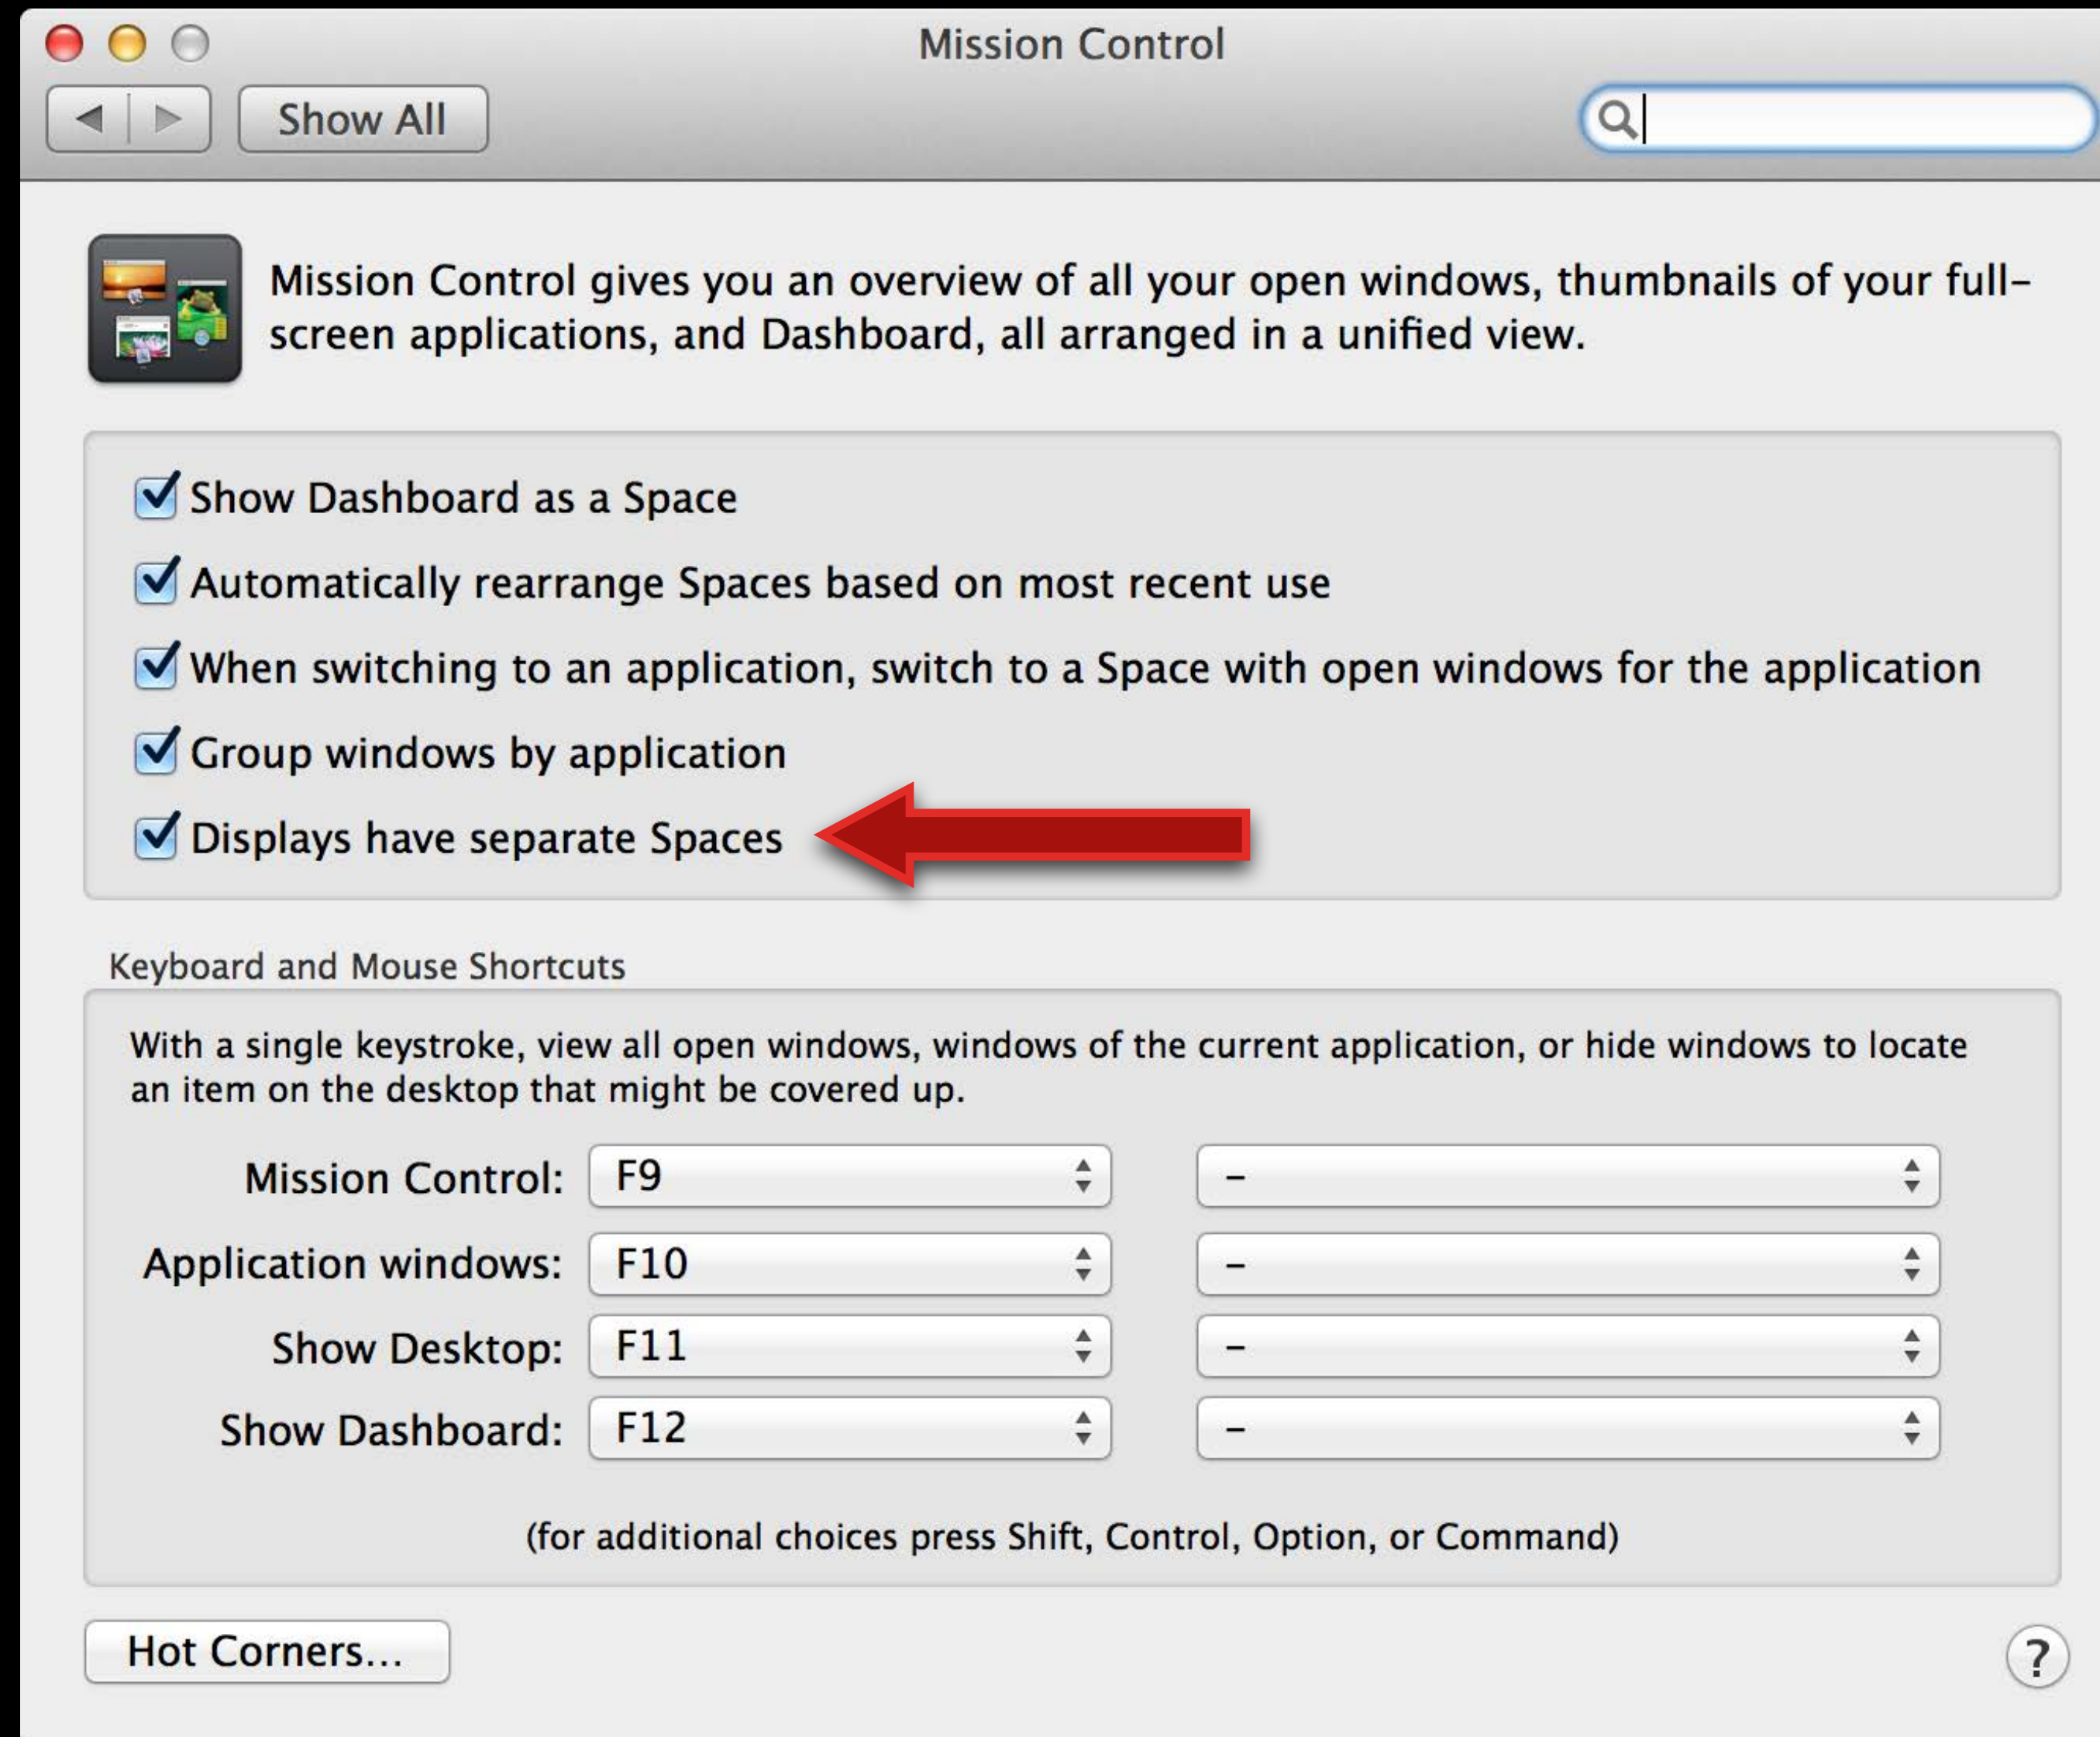 Mission Control
Show All
Mission Control gives you an overview of all your open windows, thumbnails of your full-
screen applications, and Dashboard, all arranged in a unified view.
Show Dashboard as a Space
Automatically rearrange Spaces based on most recent use
When switching to an application, switch to a Space with open windows for the application
Group windows by application
Displays have separate Spaces
Keyboard and Mouse Shortcuts
With a single keystroke, view all open windows, windows of the current application, or hide windows to locate
an item on the desktop that might be covered up.
Mission Control: F9 –
Application windows: F10 –
Show Desktop: F11 –
Show Dashboard: F12 –
(for additional choices press Shift, Control, Option, or Command)
Hot Corners... ?